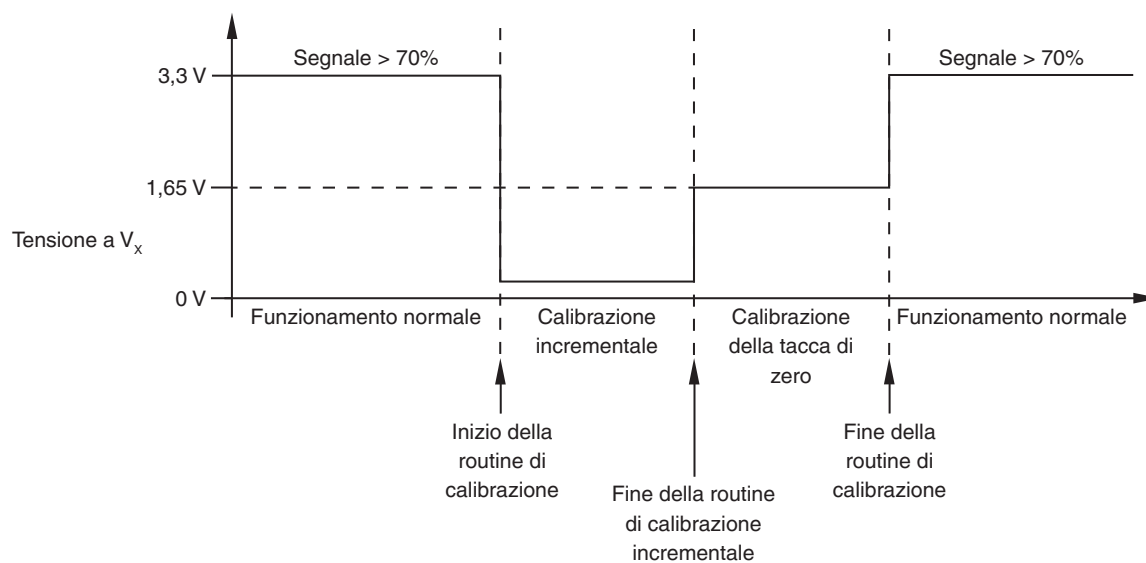 Segnale > 70%
Segnale > 70%
3,3 V
1,65 V
Tensione a Vx
0 V
Funzionamento normale
Calibrazione
incrementale
Calibrazione
della tacca di
zero
Funzionamento normale
Inizio della
routine di
calibrazione
Fine della routine
di calibrazione
incrementale
Fine della
routine di
calibrazione